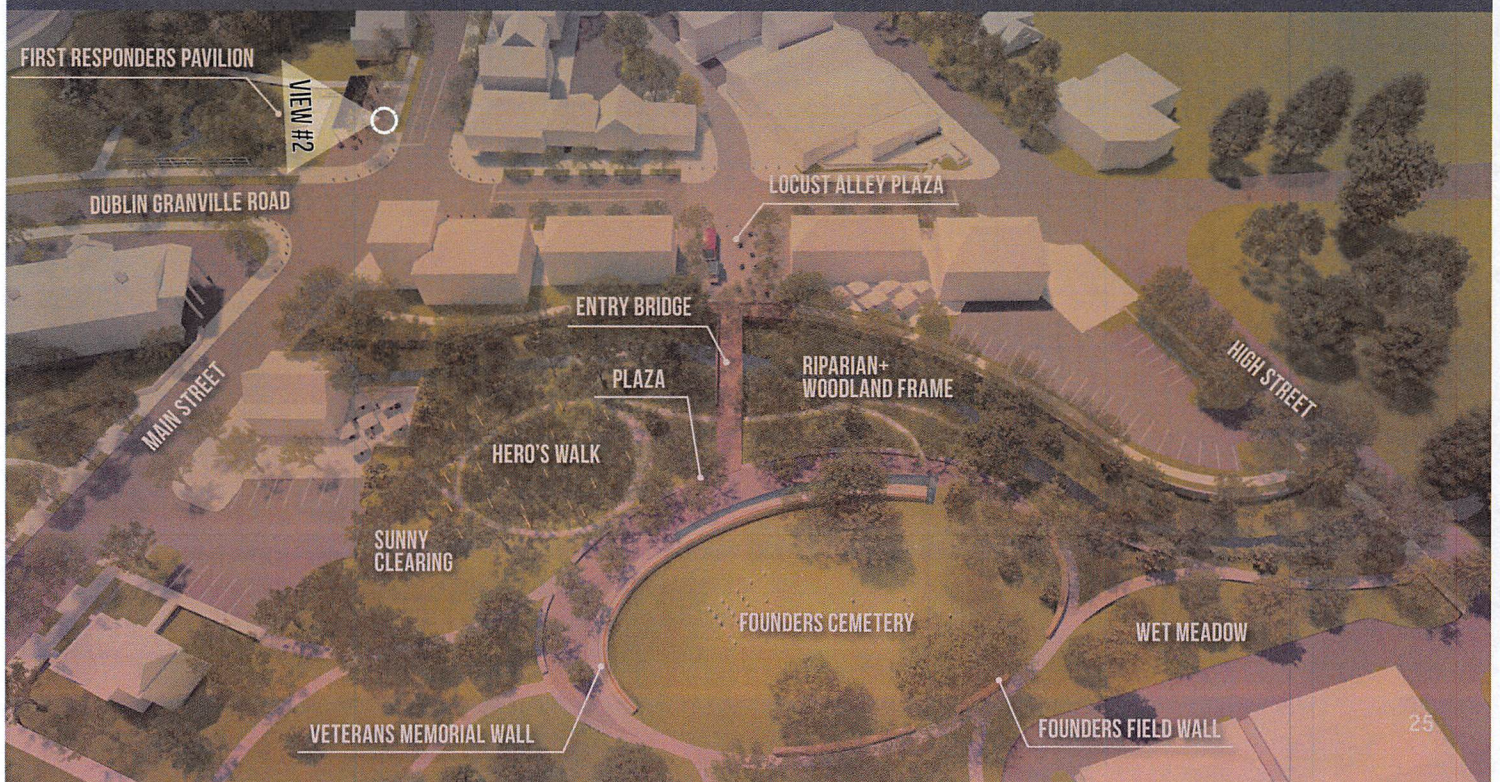 FIRST RESPONDERS PAVILION
VIEW #2
DUBLIN GRANVILLE ROAD
LOCUST ALLEY PLAZA
ENTRY BRIDGE
PLAZA
RIPARIAN+
WOODLAND FRAME
HIGH STREET
MAIN STREET
HERO'S WALK
SUNNY
CLEARING
FOUNDERS CEMETERY
WET MEADOW
VETERANS MEMORIAL WALL
FOUNDERS FIELD WALL
25